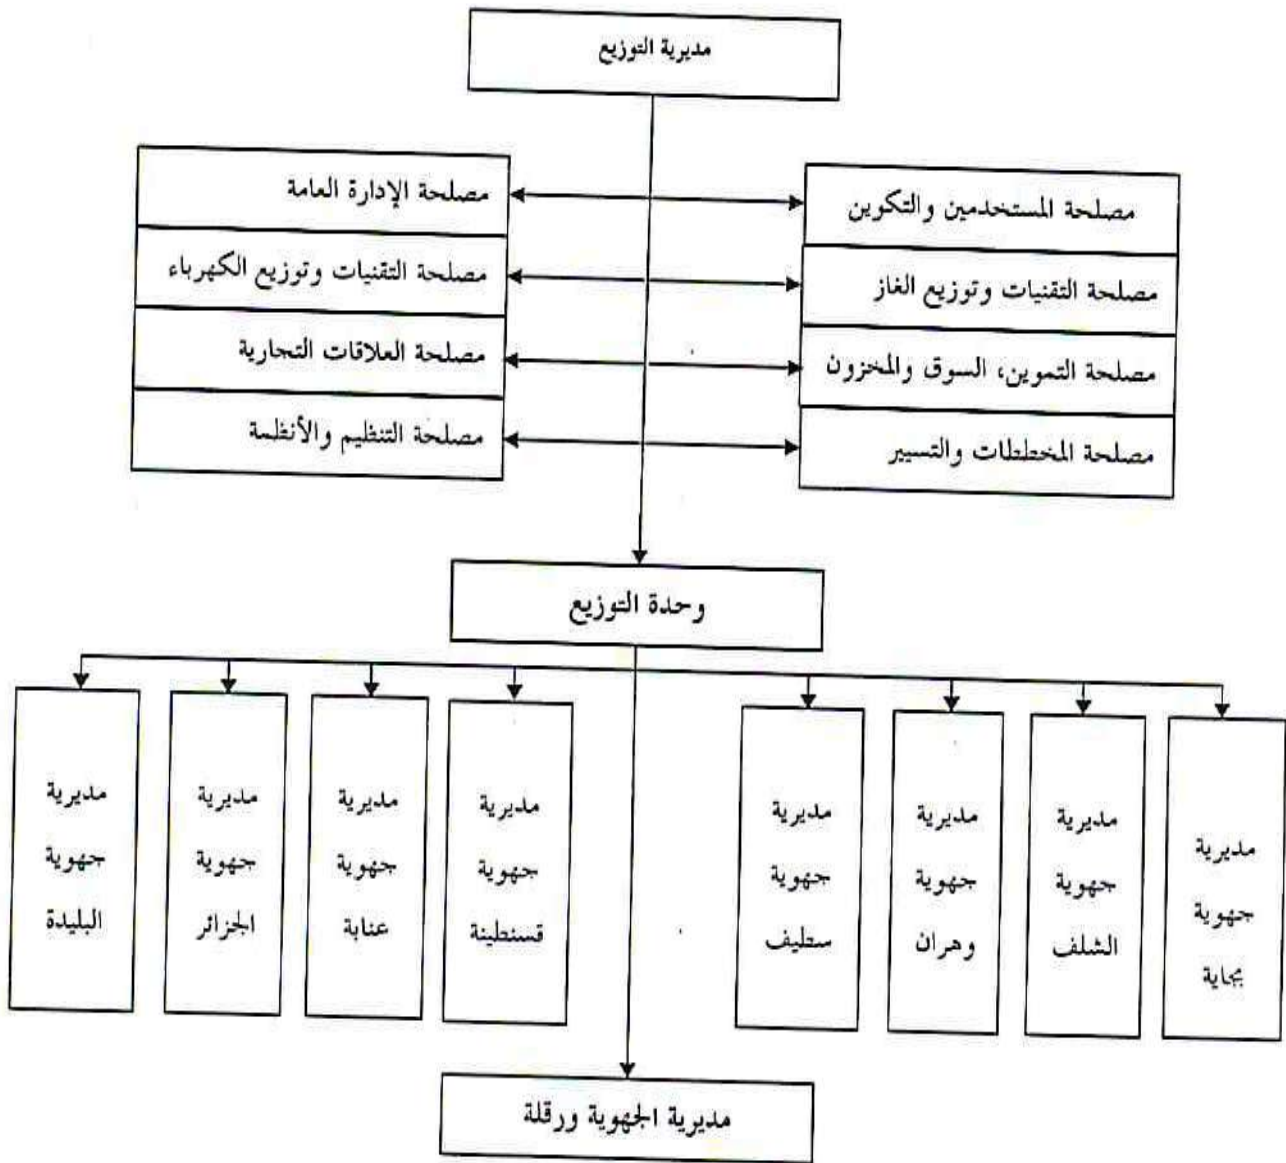 مديرية التوزيع
مصلحة المستخدمين والتكوين
مصلحة الإدارة العامة
مصلحة التقنيات وتوزيع الغاز
مصلحة التقنيات وتوزيع الكهرباء
مصلحة التموين، السوق والمخزون
مصلحة العلاقات التجارية
مصلحة المخططات والتسيير
مصلحة التنظيم والأنظمة
وحدة التوزيع
مديرية
جهوية
بجاية
مديرية
جهوية
الشلف
مديرية
جهوية
وهران
مديرية
جهوية
سطيف
مديرية
جهوية
قسنطينة
مديرية
جهوية
عنابة
مديرية
جهوية
الجزائر
مديرية
جهوية
البليدة
مديرية الجهوية ورقلة